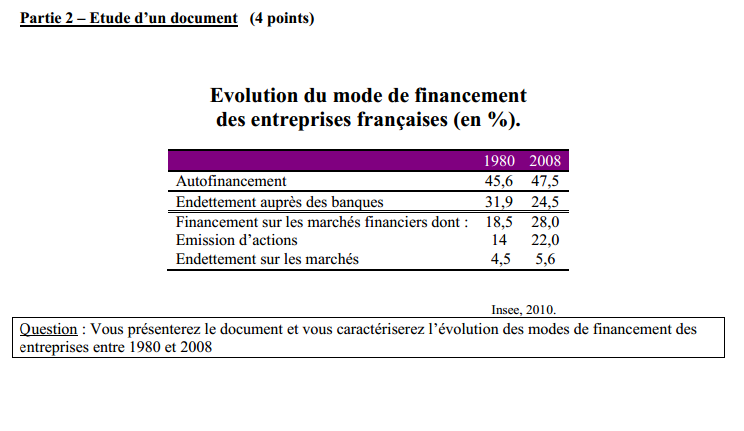 Partie 2 – Etude d’un document (4 points)
Evolution du mode de financement
des entreprises françaises (en %).
1980 2008
Autofinancement 45,6 47,5
Endettement auprès des banques 31,9 24,5
Financement sur les marchés financiers dont : 18,5 28,0
Emission d’actions 14 22,0
Endettement sur les marchés 4,5 5,6
Insee, 2010.
Question : Vous présenterez le document et vous caractériserez l’évolution des modes de financement des
entreprises entre 1980 et 2008